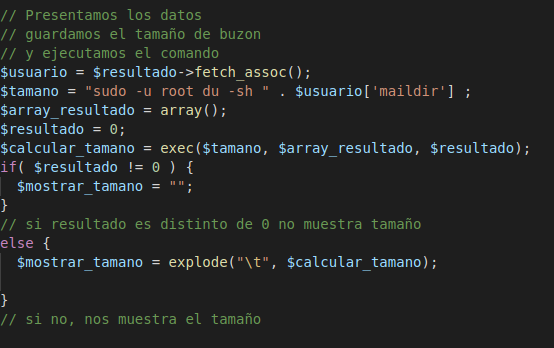 // Presentamos los datos
// guardamos el tamaño de buzon
// y ejecutamos el comando
$usuario = $resultado->fetch_assoc();
$tamano = "sudo -u root du -sh " . $usuario['maildir'] ;
$array_resultado = array();
$resultado = 0;
$calcular_tamano = exec($tamano, $array_resultado, $resultado);
if( $resultado != 0 ) {
  $mostrar_tamano = "";
}
// si resultado es distinto de 0 no muestra tamaño
else {
  $mostrar_tamano = explode("\t", $calcular_tamano);
}
// si no, nos muestra el tamaño